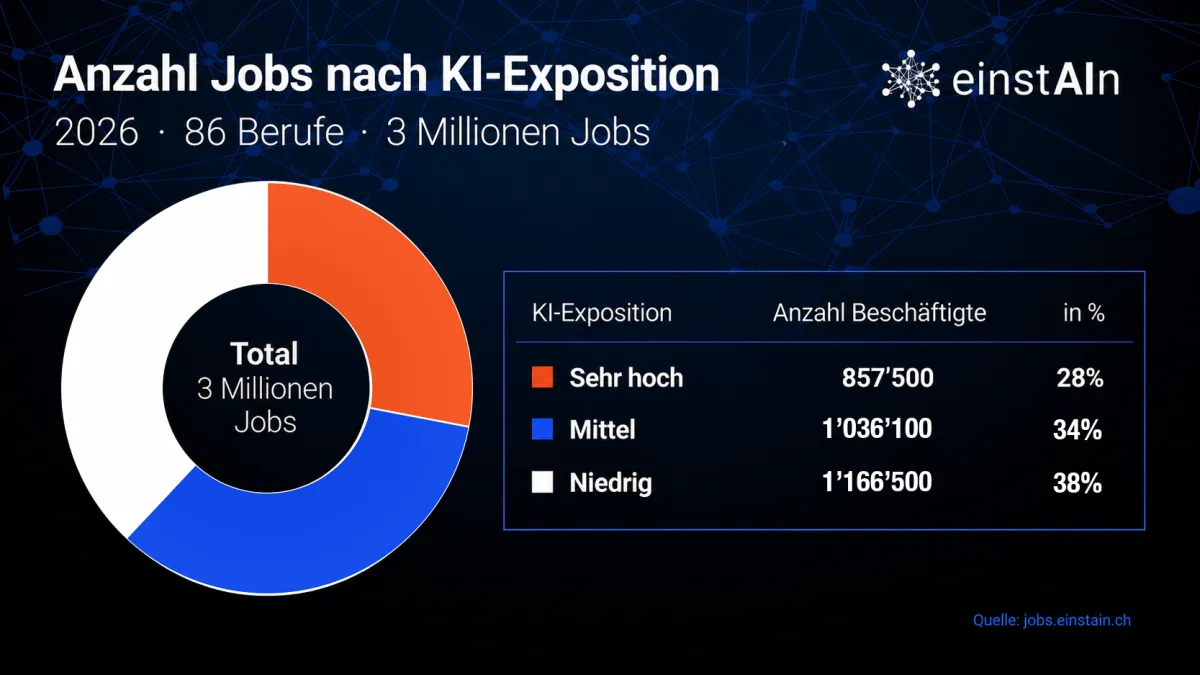 Anzahl Jobs nach KI-Exposition
einstAIn
2026 · 86 Berufe · 3 Millionen Jobs
Total
3 Millionen
Jobs
KI-Exposition Anzahl Beschäftigte in %
Sehr hoch 857’500 28%
Mittel 1’036’100 34%
Niedrig 1’166’500 38%
Quelle: jobs.einstain.ch